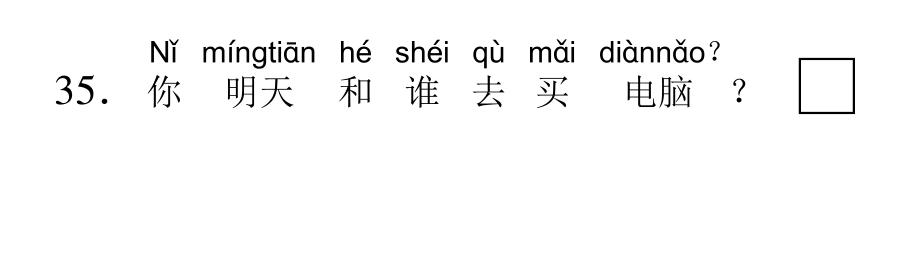 Nǐ míngtiān hé shéi qù mǎi diànnǎo？
35． 你 明天 和 谁 去 买 电脑 ？